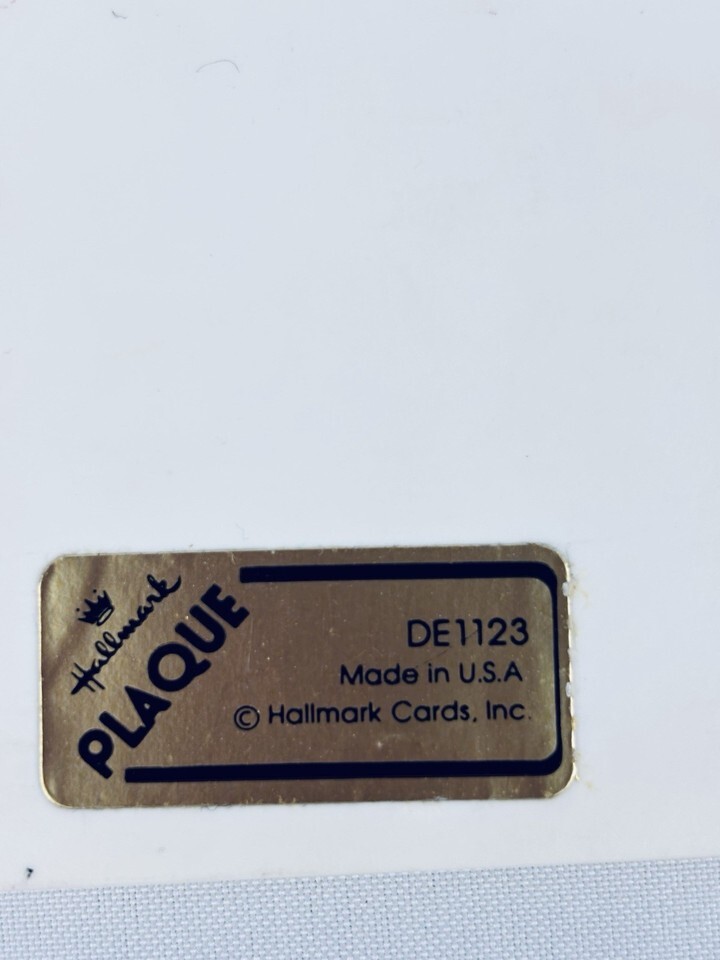 Hallmark
PLAQUE
DE1123
Made in U.S.A
© Hallmark Cards, Inc.